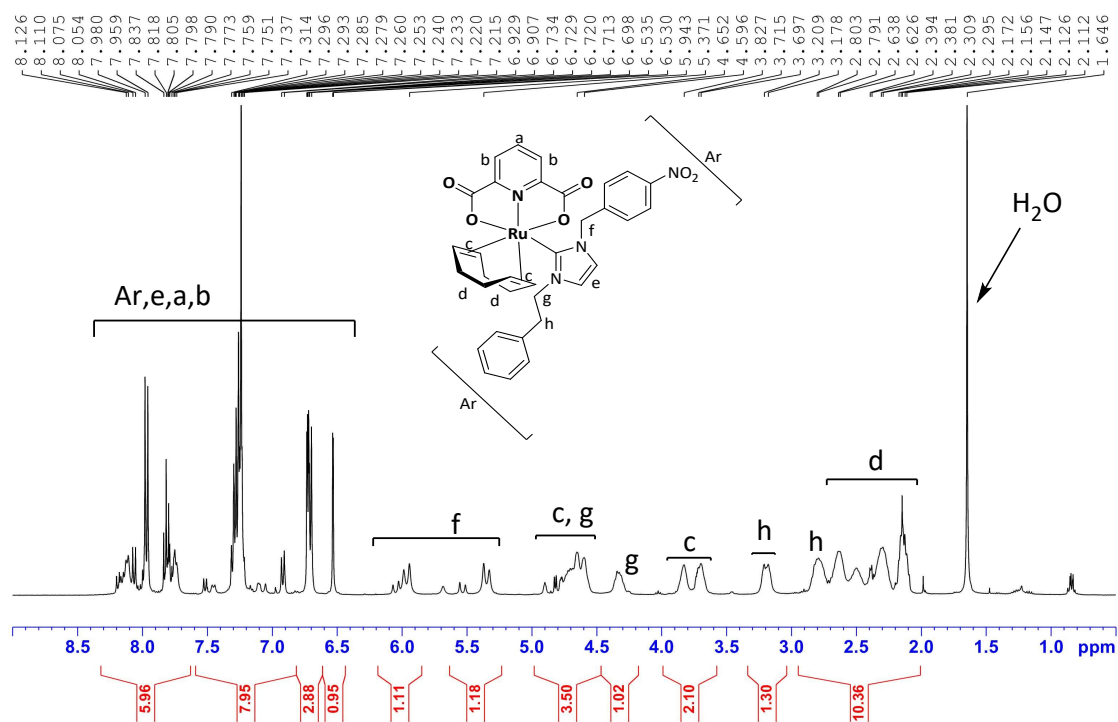 8.126 8.110 8.075 8.054 7.980 7.959 7.837 7.818 7.805 7.798 7.790 7.773 7.759 7.751 7.737 7.314 7.296 7.293 7.285 7.279 7.260 7.253 7.240 7.233 7.220 7.215 6.929 6.907 6.734 6.729 6.720 6.713 6.698 6.535 6.530 5.943 5.371 4.652 4.596 3.827 3.715 3.697 3.209 3.178 2.803 2.791 2.638 2.626 2.394 2.381 2.309 2.295 2.172 2.156 2.147 2.126 2.112 1.646
a
Ar
b b
NO2
O O
N
O O
H2O
f
Ru
N
c
N
c
e
d d
g
Ar,e,a,b
h
Ar
d
c, g
f
h h
g
c
8.5 8.0 7.5 7.0 6.5 6.0 5.5 5.0 4.5 4.0 3.5 3.0 2.5 2.0 1.5 1.0 ppm
5.96 7.95 2.88 0.95 1.11 1.18 3.50 1.02 2.10 1.30 10.36